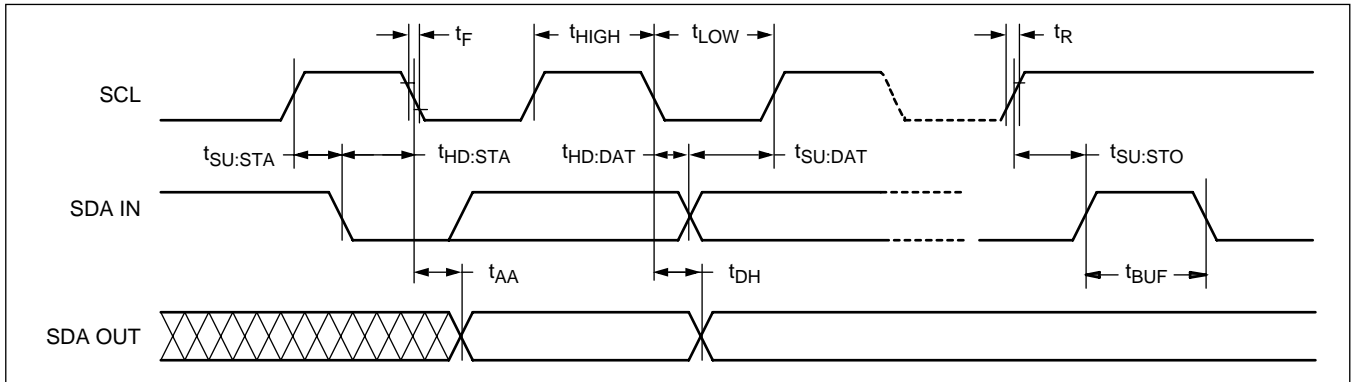 tF tHIGH tLOW tR
SCL
tSU:STA tHD:STA tHD:DAT tSU:DAT tSU:STO
SDA IN
tAA tDH tBUF
SDA OUT